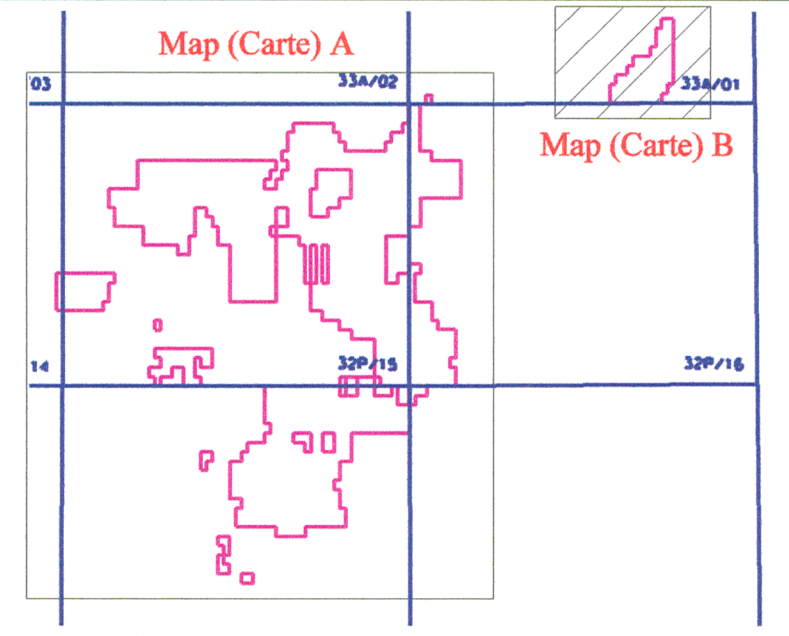 Map (Carte) A
'03
33A/02
33A/01
Map (Carte) B
14
32P/15
32P/16